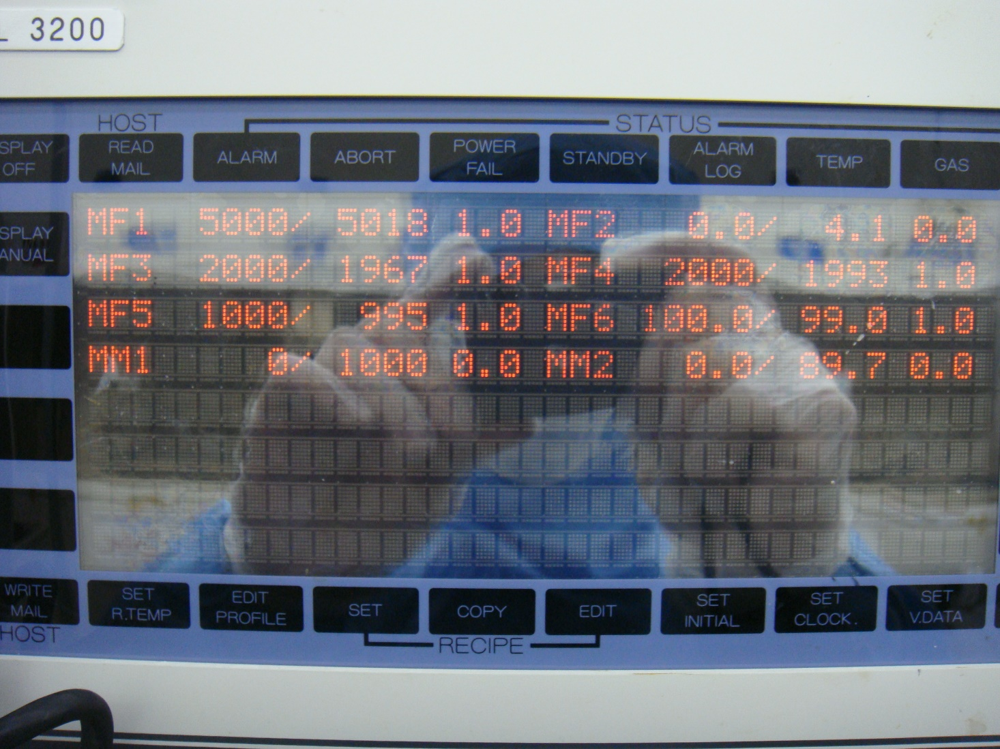 3200
HOST
STATUS
READ MAIL
ALARM
ABORT
POWER FAIL
STANDBY
ALARM LOG
TEMP
GAS
SPLAY OFF
SPLAY ANUAL
MF1 5000/ 5018 1.0 MF2 0.0/ 4.1 0.0
MF3 2000/ 1967 1.0 MF4 2000/ 1993 1.0
MF5 1000/ 995 1.0 MF6 100.0/ 99.0 1.0
MM1 0/ 1000 0.0 MM2 0.0/ 89.7 0.0
WRITE MAIL
SET R.TEMP
EDIT PROFILE
SET
COPY
EDIT
SET INITIAL
SET CLOCK.
SET V.DATA
HOST
RECIPE